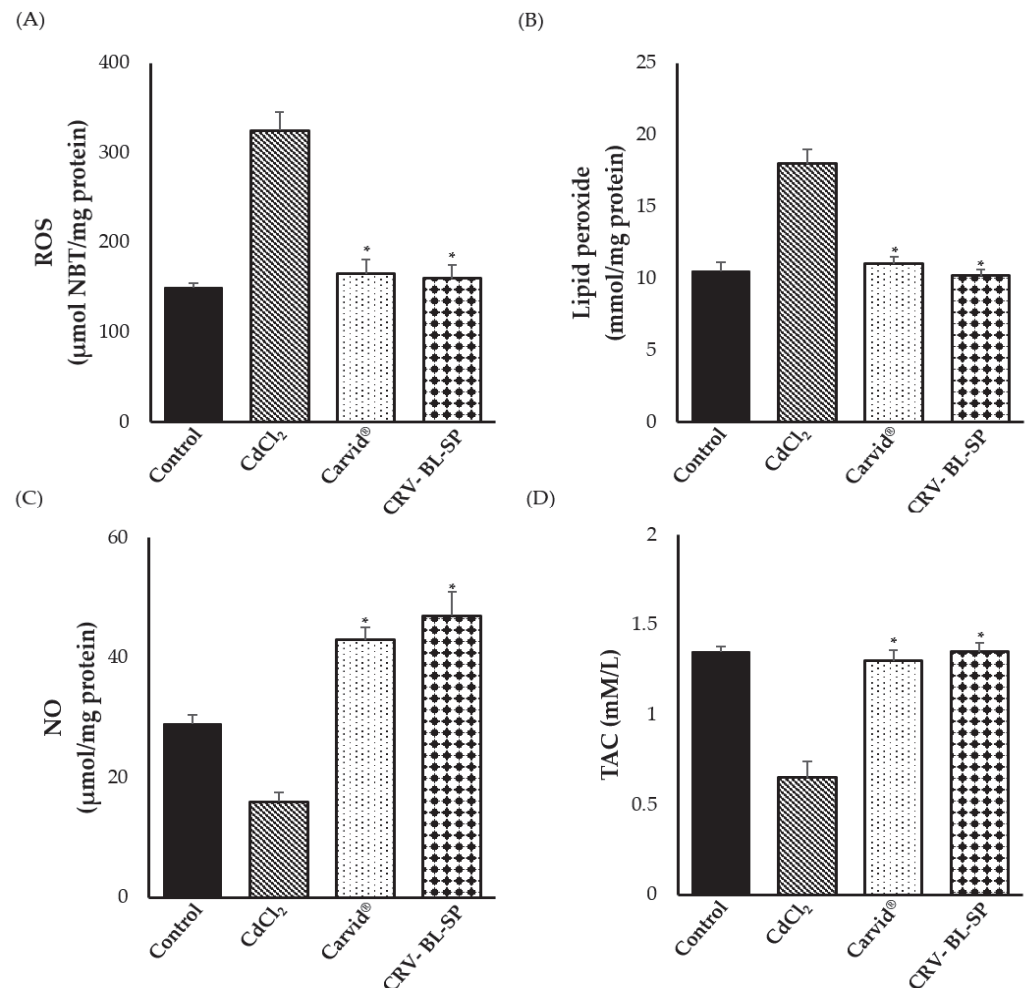 (A)
ROS
(μmol NBT/mg protein)
400
300
200
100
0
*
*
Control
CdCl₂
Carvid®
CRV- BL-SP
(B)
Lipid peroxide
(mmol/mg protein)
25
20
15
10
5
0
*
*
Control
CdCl₂
Carvid®
CRV- BL-SP
(C)
NO
(μmol/mg protein)
60
40
20
0
*
*
Control
CdCl₂
Carvid®
CRV- BL-SP
(D)
TAC (mM/L)
2
1.5
1
0.5
0
*
*
Control
CdCl₂
Carvid®
CRV- BL-SP